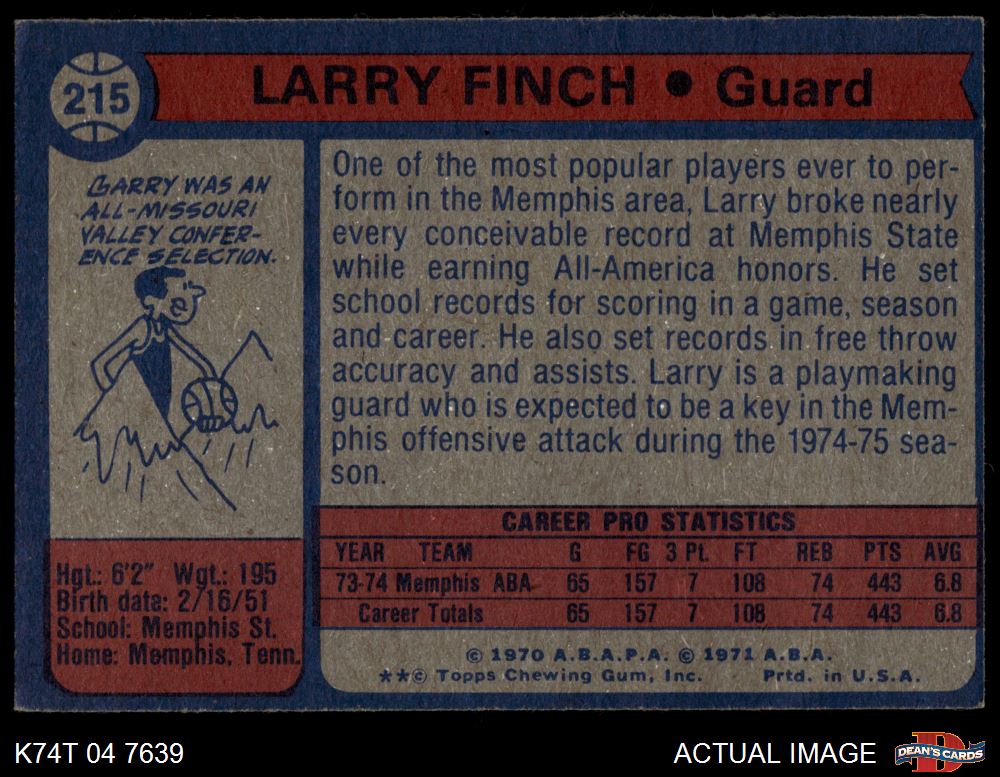 215
LARRY FINCH • Guard
GARRY WAS AN
ALL-MISSOURI
VALLEY CONFER-
ENCE SELECTION.
One of the most popular players ever to per-
form in the Memphis area, Larry broke nearly
every conceivable record at Memphis State
while earning All-America honors. He set
school records for scoring in a game, season
and career. He also set records in free throw
accuracy and assists. Larry is a playmaking
guard who is expected to be a key in the Mem-
phis offensive attack during the 1974-75 sea-
son.
Hgt.: 6'2" Wgt.: 195
Birth date: 2/16/51
School: Memphis St.
Home: Memphis, Tenn.
CAREER PRO STATISTICS
YEAR TEAM G FG 3 Pt. FT REB PTS AVG
73-74 Memphis ABA 65 157 7 108 74 443 6.8
Career Totals 65 157 7 108 74 443 6.8
© 1970 A.B.A.P.A. © 1971 A.B.A.
**© Topps Chewing Gum, Inc. Prtd. in U.S.A.
K74T 04 7639
ACTUAL IMAGE
D
DEAN'S CARDS